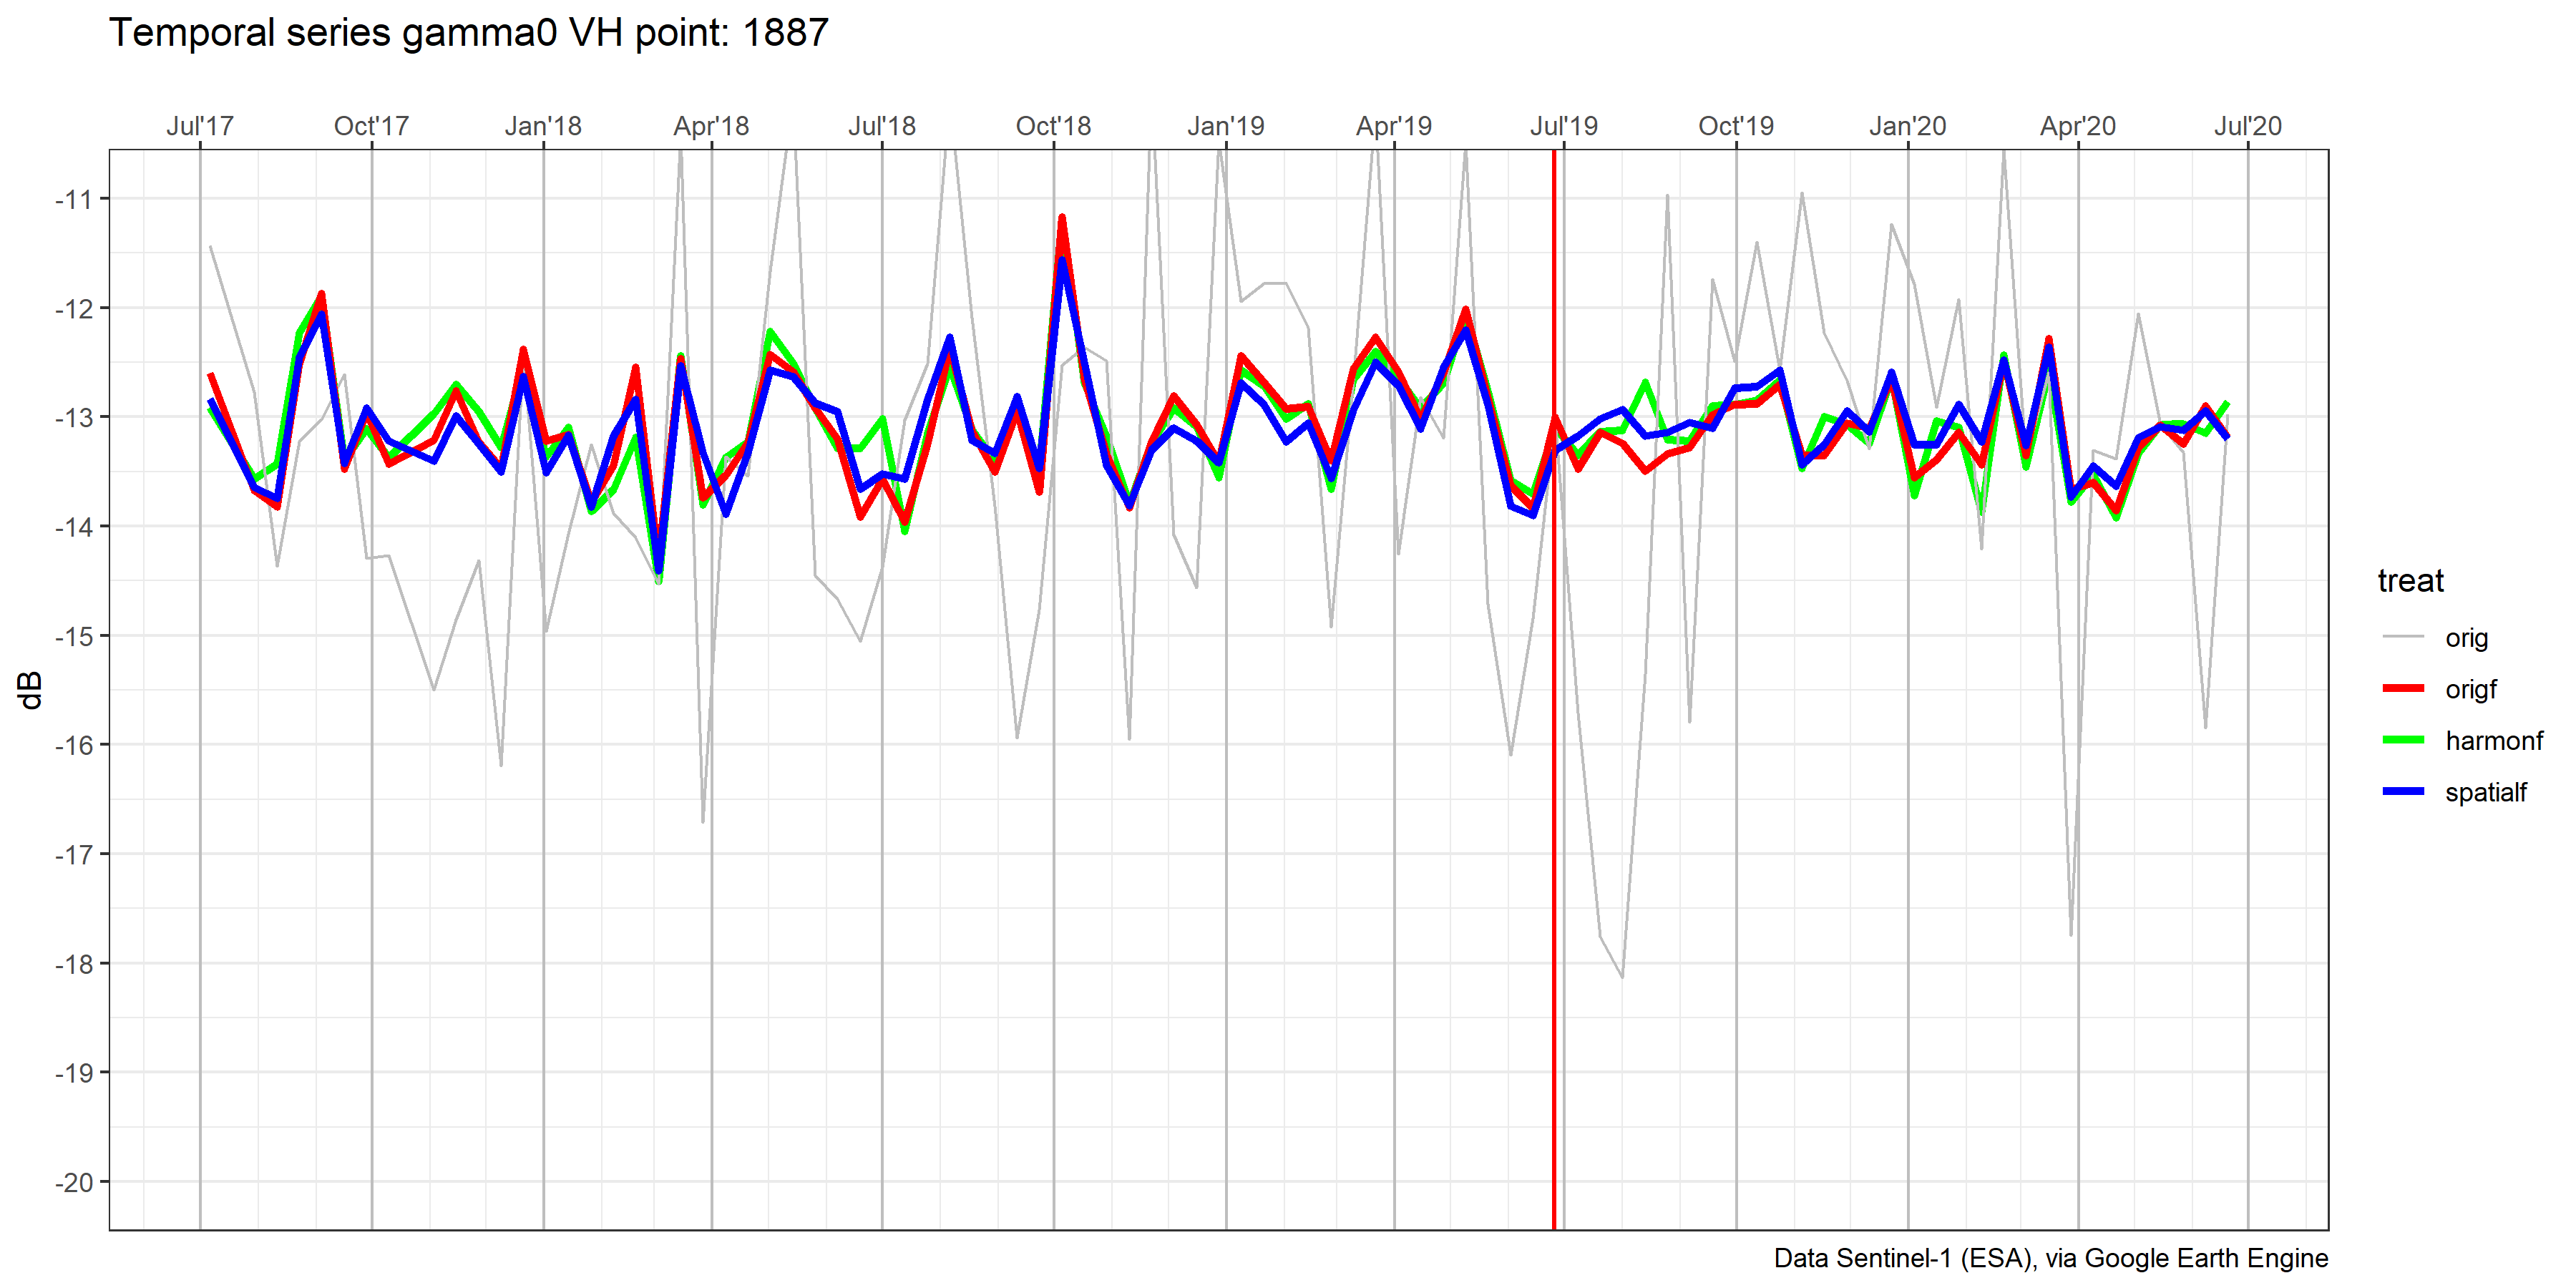 Temporal series gamma0 VH point: 1887
Jul'17 Oct'17 Jan'18 Apr'18 Jul'18 Oct'18 Jan'19 Apr'19 Jul'19 Oct'19 Jan'20 Apr'20 Jul'20
-11
-12
-13
-14
-15
-16
-17
-18
-19
-20
dB
treat
orig
origf
harmonf
spatialf
Data Sentinel-1 (ESA), via Google Earth Engine